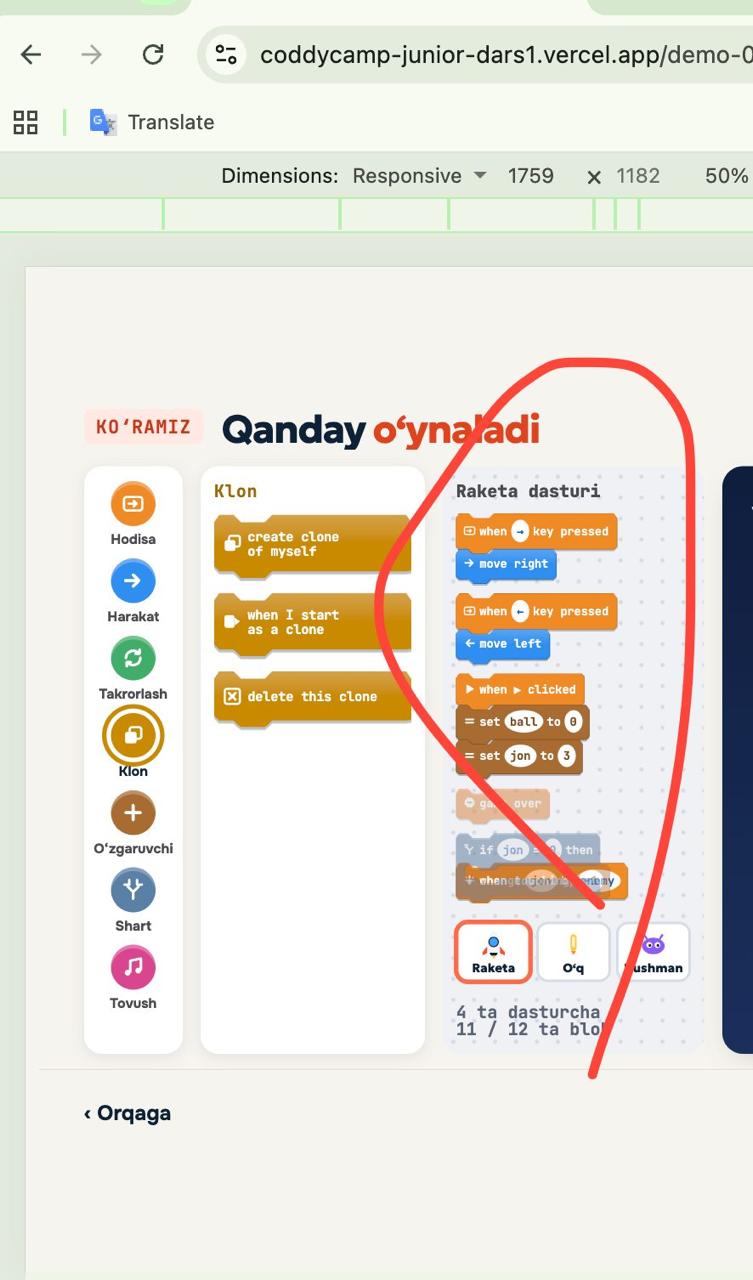 coddycamp-junior-dars1.vercel.app/demo-0
Translate
Dimensions: Responsive 1759 × 1182 50%
KO‘RAMIZ
Qanday o‘ynaladi
Hodisa
Harakat
Takrorlash
Klon
O‘zgaruvchi
Shart
Tovush
Klon
create clone
of myself
when I start
as a clone
delete this clone
Raketa dasturi
when → key pressed
→ move right
when ← key pressed
← move left
when ▶ clicked
= set ball to 0
= set jon to 3
game over
if jon = 0 then
when
Raketa
O‘q
4 ta dasturcha
11 / 12 ta
‹ Orqaga